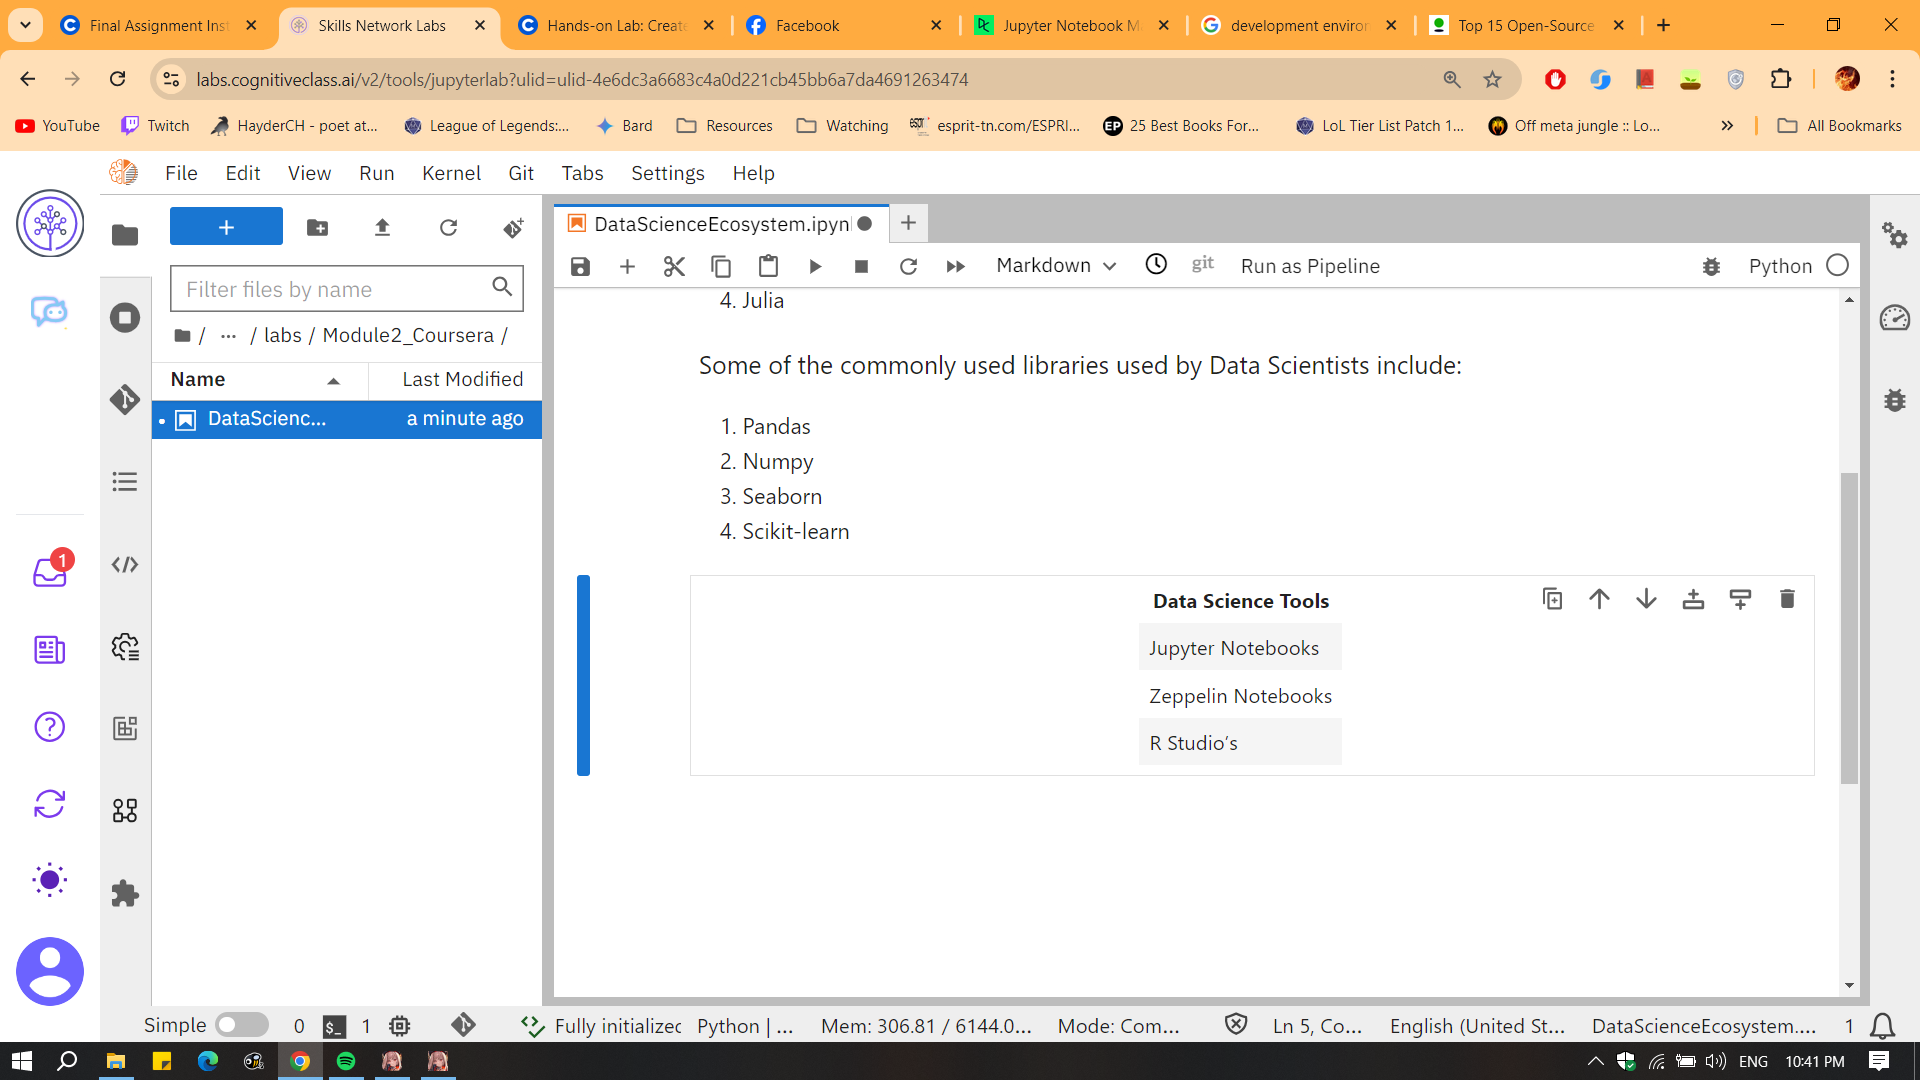 Final Assignment Inst
Skills Network Labs
Hands-on Lab: Create
Facebook
Jupyter Notebook M
development environ
Top 15 Open-Source
labs.cognitiveclass.ai/v2/tools/jupyterlab?ulid=ulid-4e6dc3a6683c4a0d221cb45bb6a7da4691263474
YouTube
Twitch
HayderCH - poet at...
League of Legends:...
Bard
Resources
Watching
esprit-tn.com/ESPRI...
25 Best Books For...
LoL Tier List Patch 1...
Off meta jungle :: Lo...
All Bookmarks
File Edit View Run Kernel Git Tabs Settings Help
DataScienceEcosystem.ipyn
Markdown
git
Run as Pipeline
Python
Filter files by name
/ ... / labs / Module2_Coursera /
Name
Last Modified
DataScienc...
a minute ago
4. Julia
Some of the commonly used libraries used by Data Scientists include:
1. Pandas
2. Numpy
3. Seaborn
4. Scikit-learn
Data Science Tools
Jupyter Notebooks
Zeppelin Notebooks
R Studio's
1
Simple
0
$_
1
Fully initialized
Python | ...
Mem: 306.81 / 6144.0...
Mode: Com...
Ln 5, Co...
English (United St...
DataScienceEcosystem....
1
ENG
10:41 PM